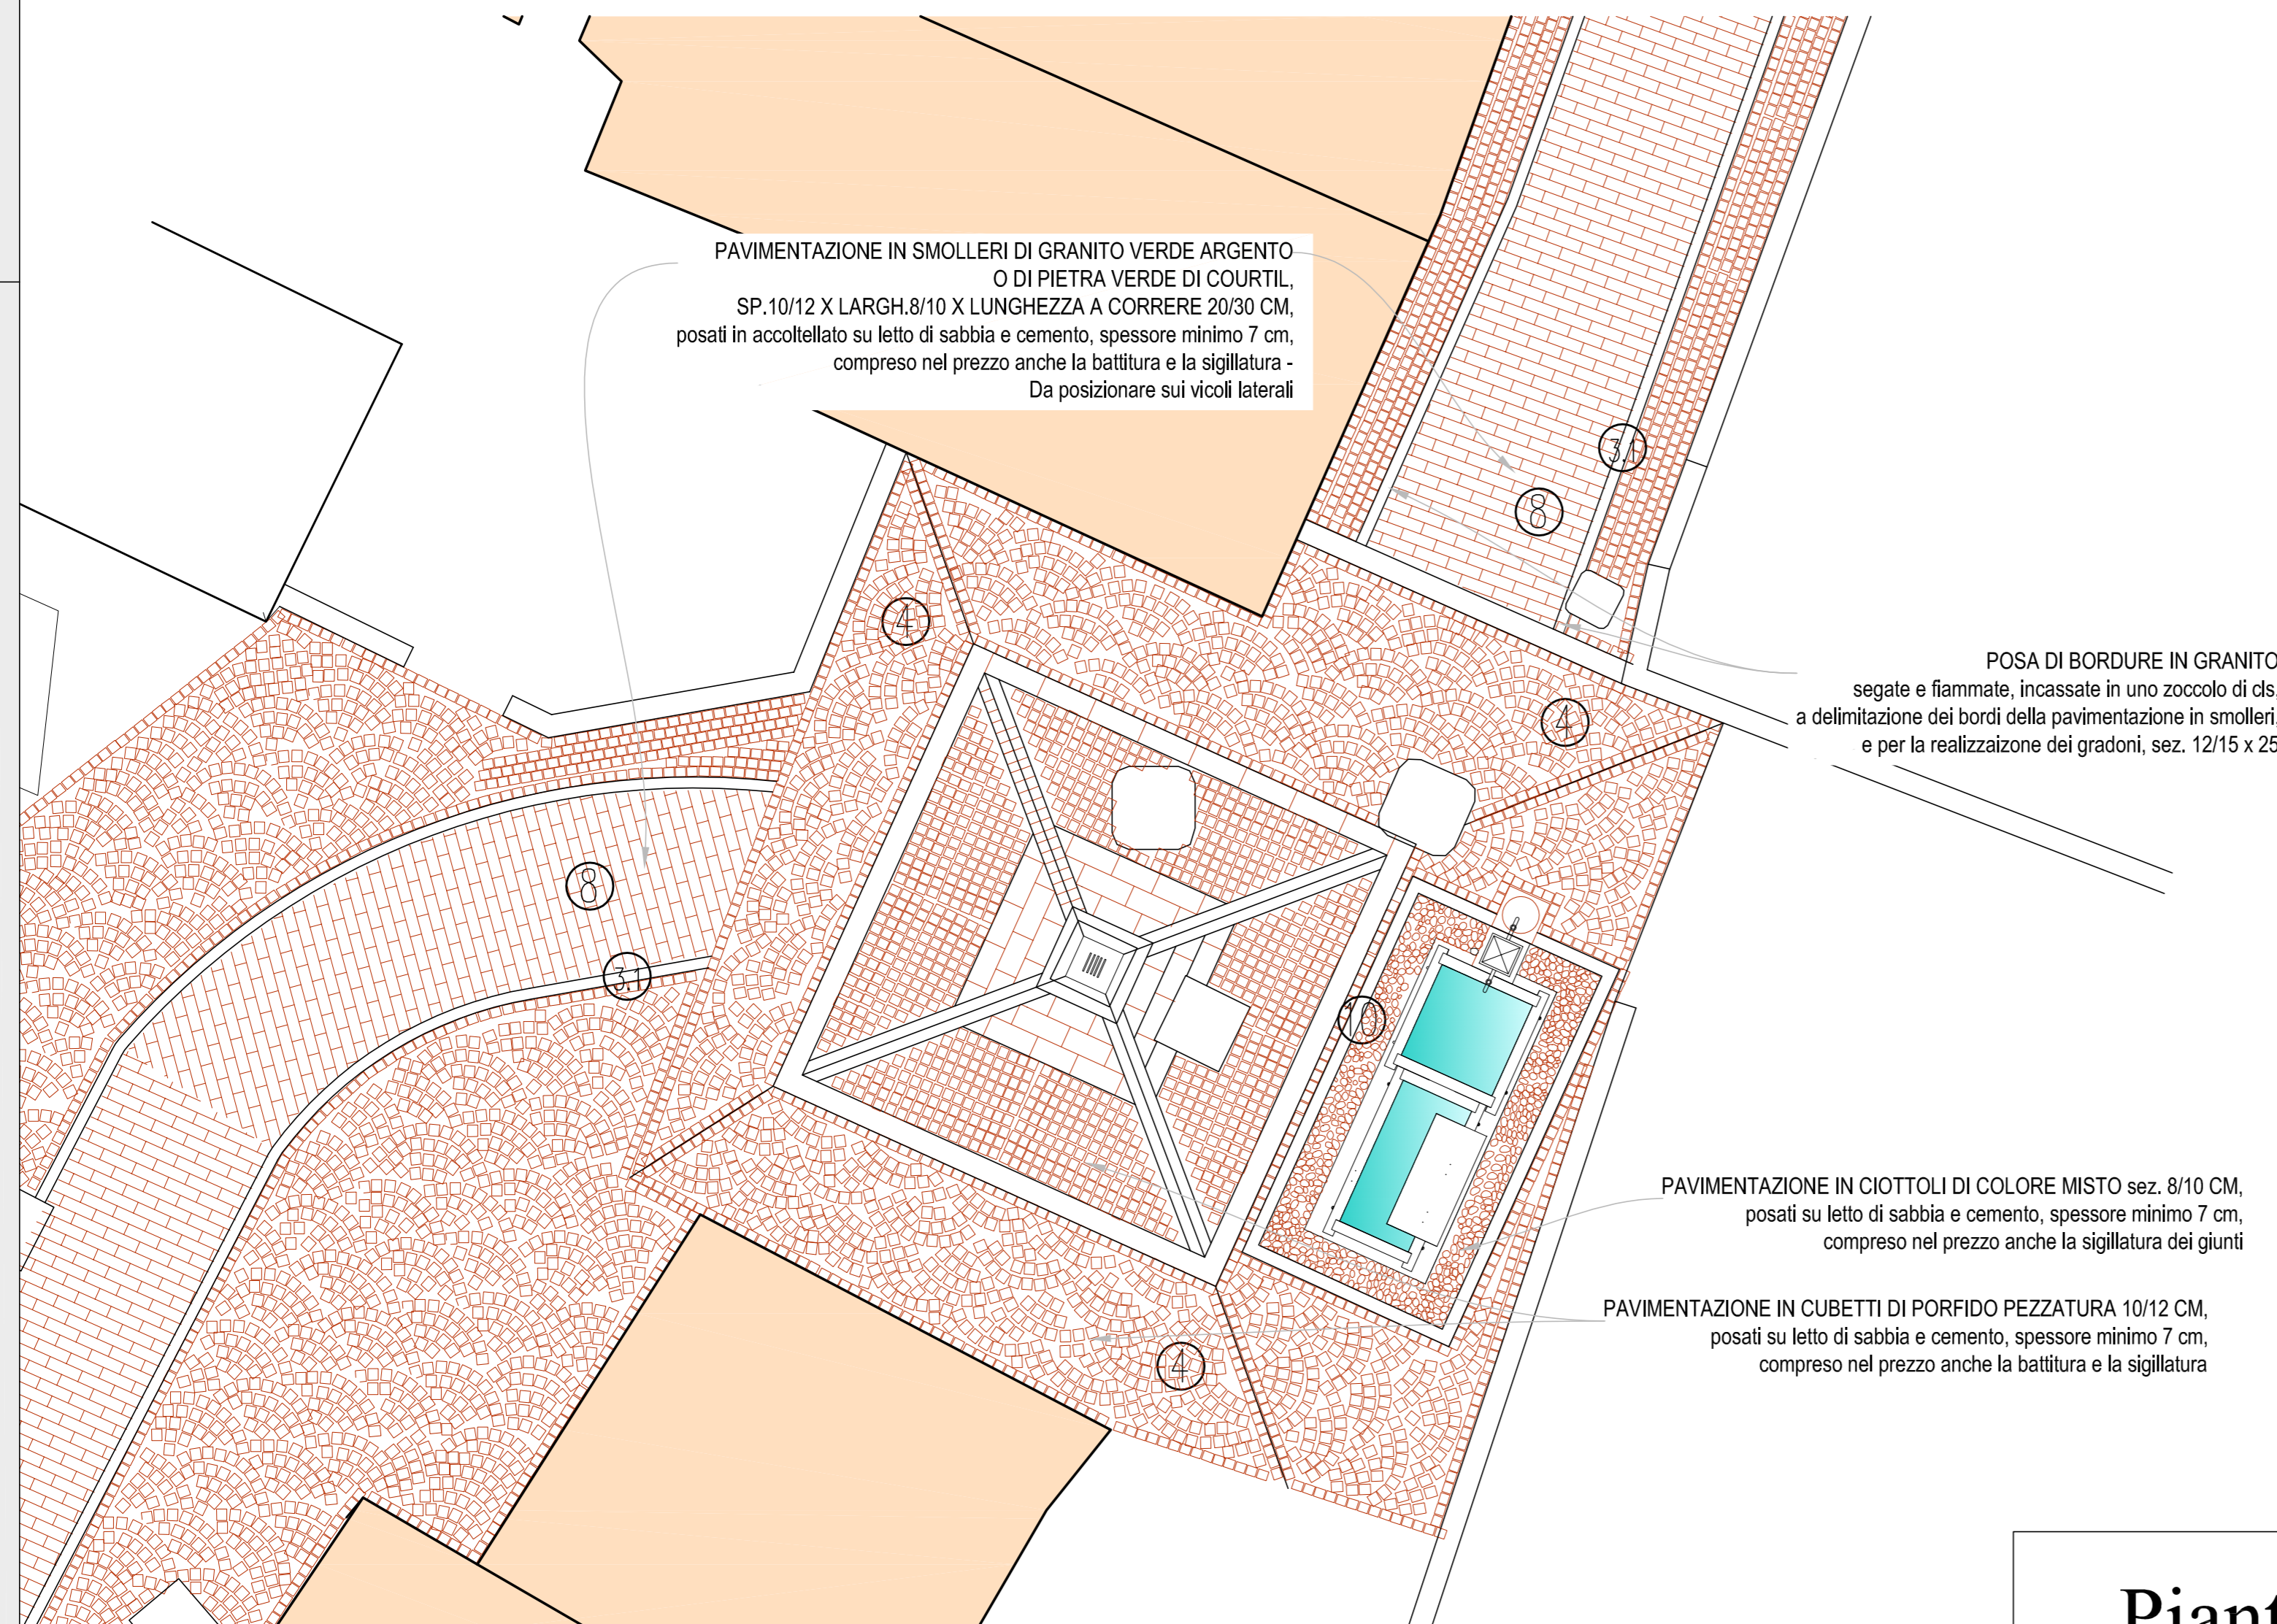 PAVIMENTAZIONE IN SMOLLERI DI GRANITO VERDE ARGENTO
O DI PIETRA VERDE DI COURTIL,
SP.10/12 X LARGH.8/10 X LUNGHEZZA A CORRERE 20/30 CM,
posati in accoltellato su letto di sabbia e cemento, spessore minimo 7 cm,
compreso nel prezzo anche la battitura e la sigillatura -
Da posizionare sui vicoli laterali
3.1
8
4
POSA DI BORDURE IN GRANITO
segate e fiammate, incassate in uno zoccolo di cls,
a delimitazione dei bordi della pavimentazione in smolleri,
e per la realizzaizone dei gradoni, sez. 12/15 x 25
4
8
3.1
10
PAVIMENTAZIONE IN CIOTTOLI DI COLORE MISTO sez. 8/10 CM,
posati su letto di sabbia e cemento, spessore minimo 7 cm,
compreso nel prezzo anche la sigillatura dei giunti
PAVIMENTAZIONE IN CUBETTI DI PORFIDO PEZZATURA 10/12 CM,
posati su letto di sabbia e cemento, spessore minimo 7 cm,
compreso nel prezzo anche la battitura e la sigillatura
4
Piant